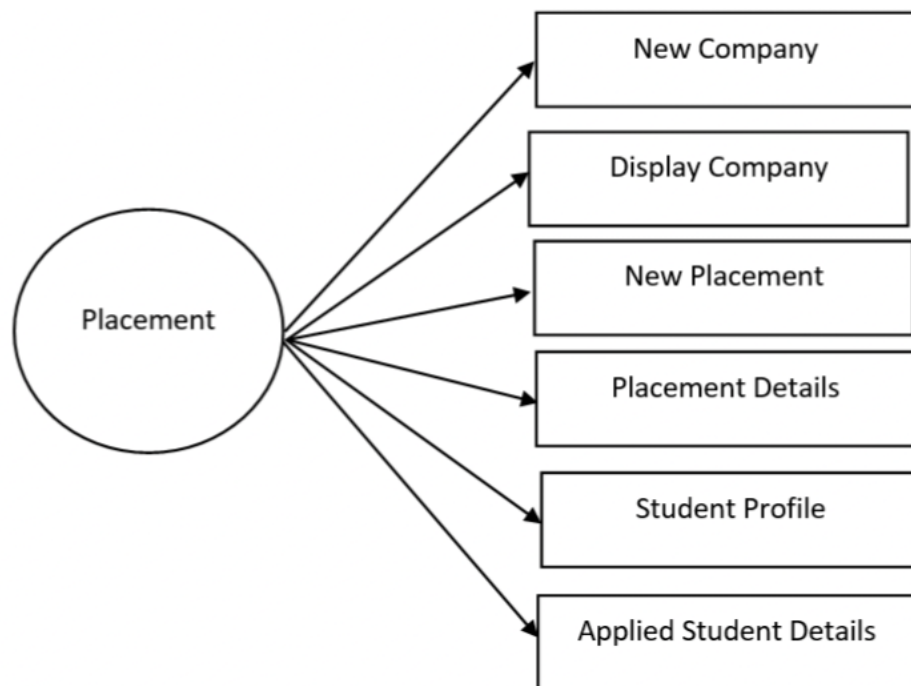 New Company
Display Company
New Placement
Placement
Placement Details
Student Profile
Applied Student Details